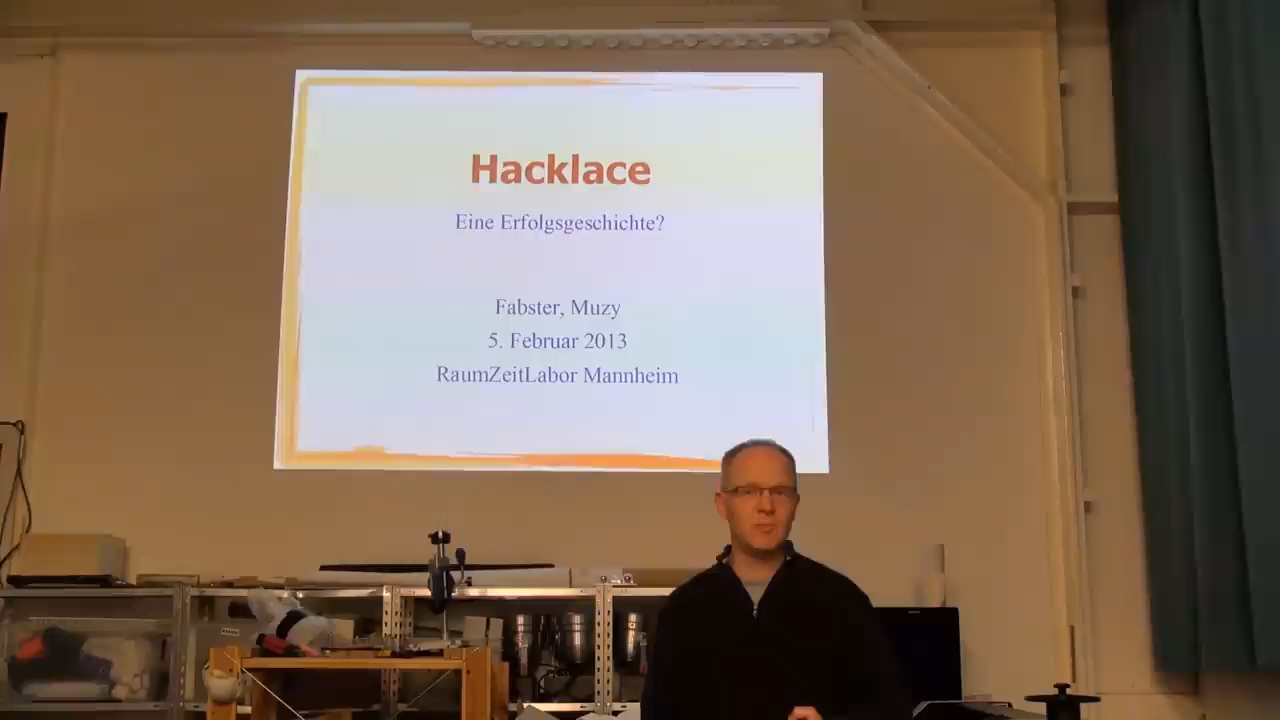 Hacklace
Eine Erfolgsgeschichte?
Fabster, Muzy
5. Februar 2013
RaumZeitLabor Mannheim